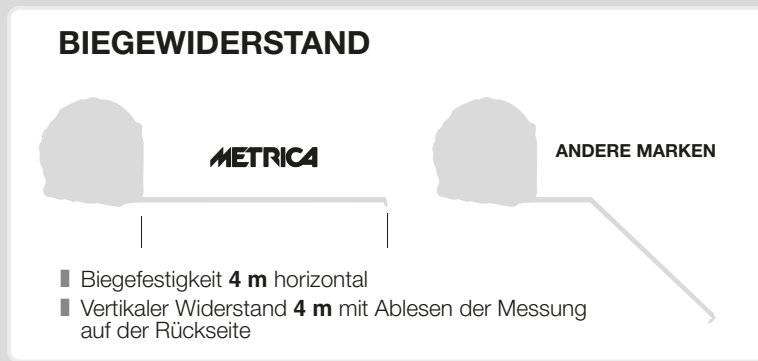 BIEGEWIDERSTAND
METRICA
ANDERE MARKEN
Biegefestigkeit 4 m horizontal
Vertikaler Widerstand 4 m mit Ablesen der Messung
auf der Rückseite